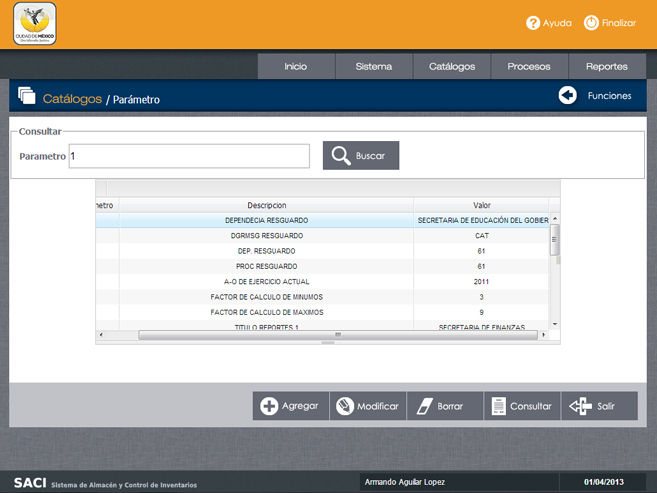 CIUDAD DE MÉXICO
Ayuda Finalizar
Inicio Sistema Catálogos Procesos Reportes
Catálogos / Parámetro Funciones
Consultar
Parametro 1 Buscar
netro Descripcion Valor
DEPENDECIA RESGUARDO SECRETARIA DE EDUCACIÓN DEL GOBIER
DGRMSG RESGUARDO CAT
DEP. RESGUARDO 61
PROC RESGUARDO 61
A-O DE EJERCICIO ACTUAL 2011
FACTOR DE CALCULO DE MINUMOS 3
FACTOR DE CALCULO DE MAXIMOS 9
TITULO REPORTES 1 SECRETARIA DE FINANZAS
Agregar Modificar Borrar Consultar Salir
SACI Sistema de Almacén y Control de Inventarios Armando Aguilar Lopez 01/04/2013